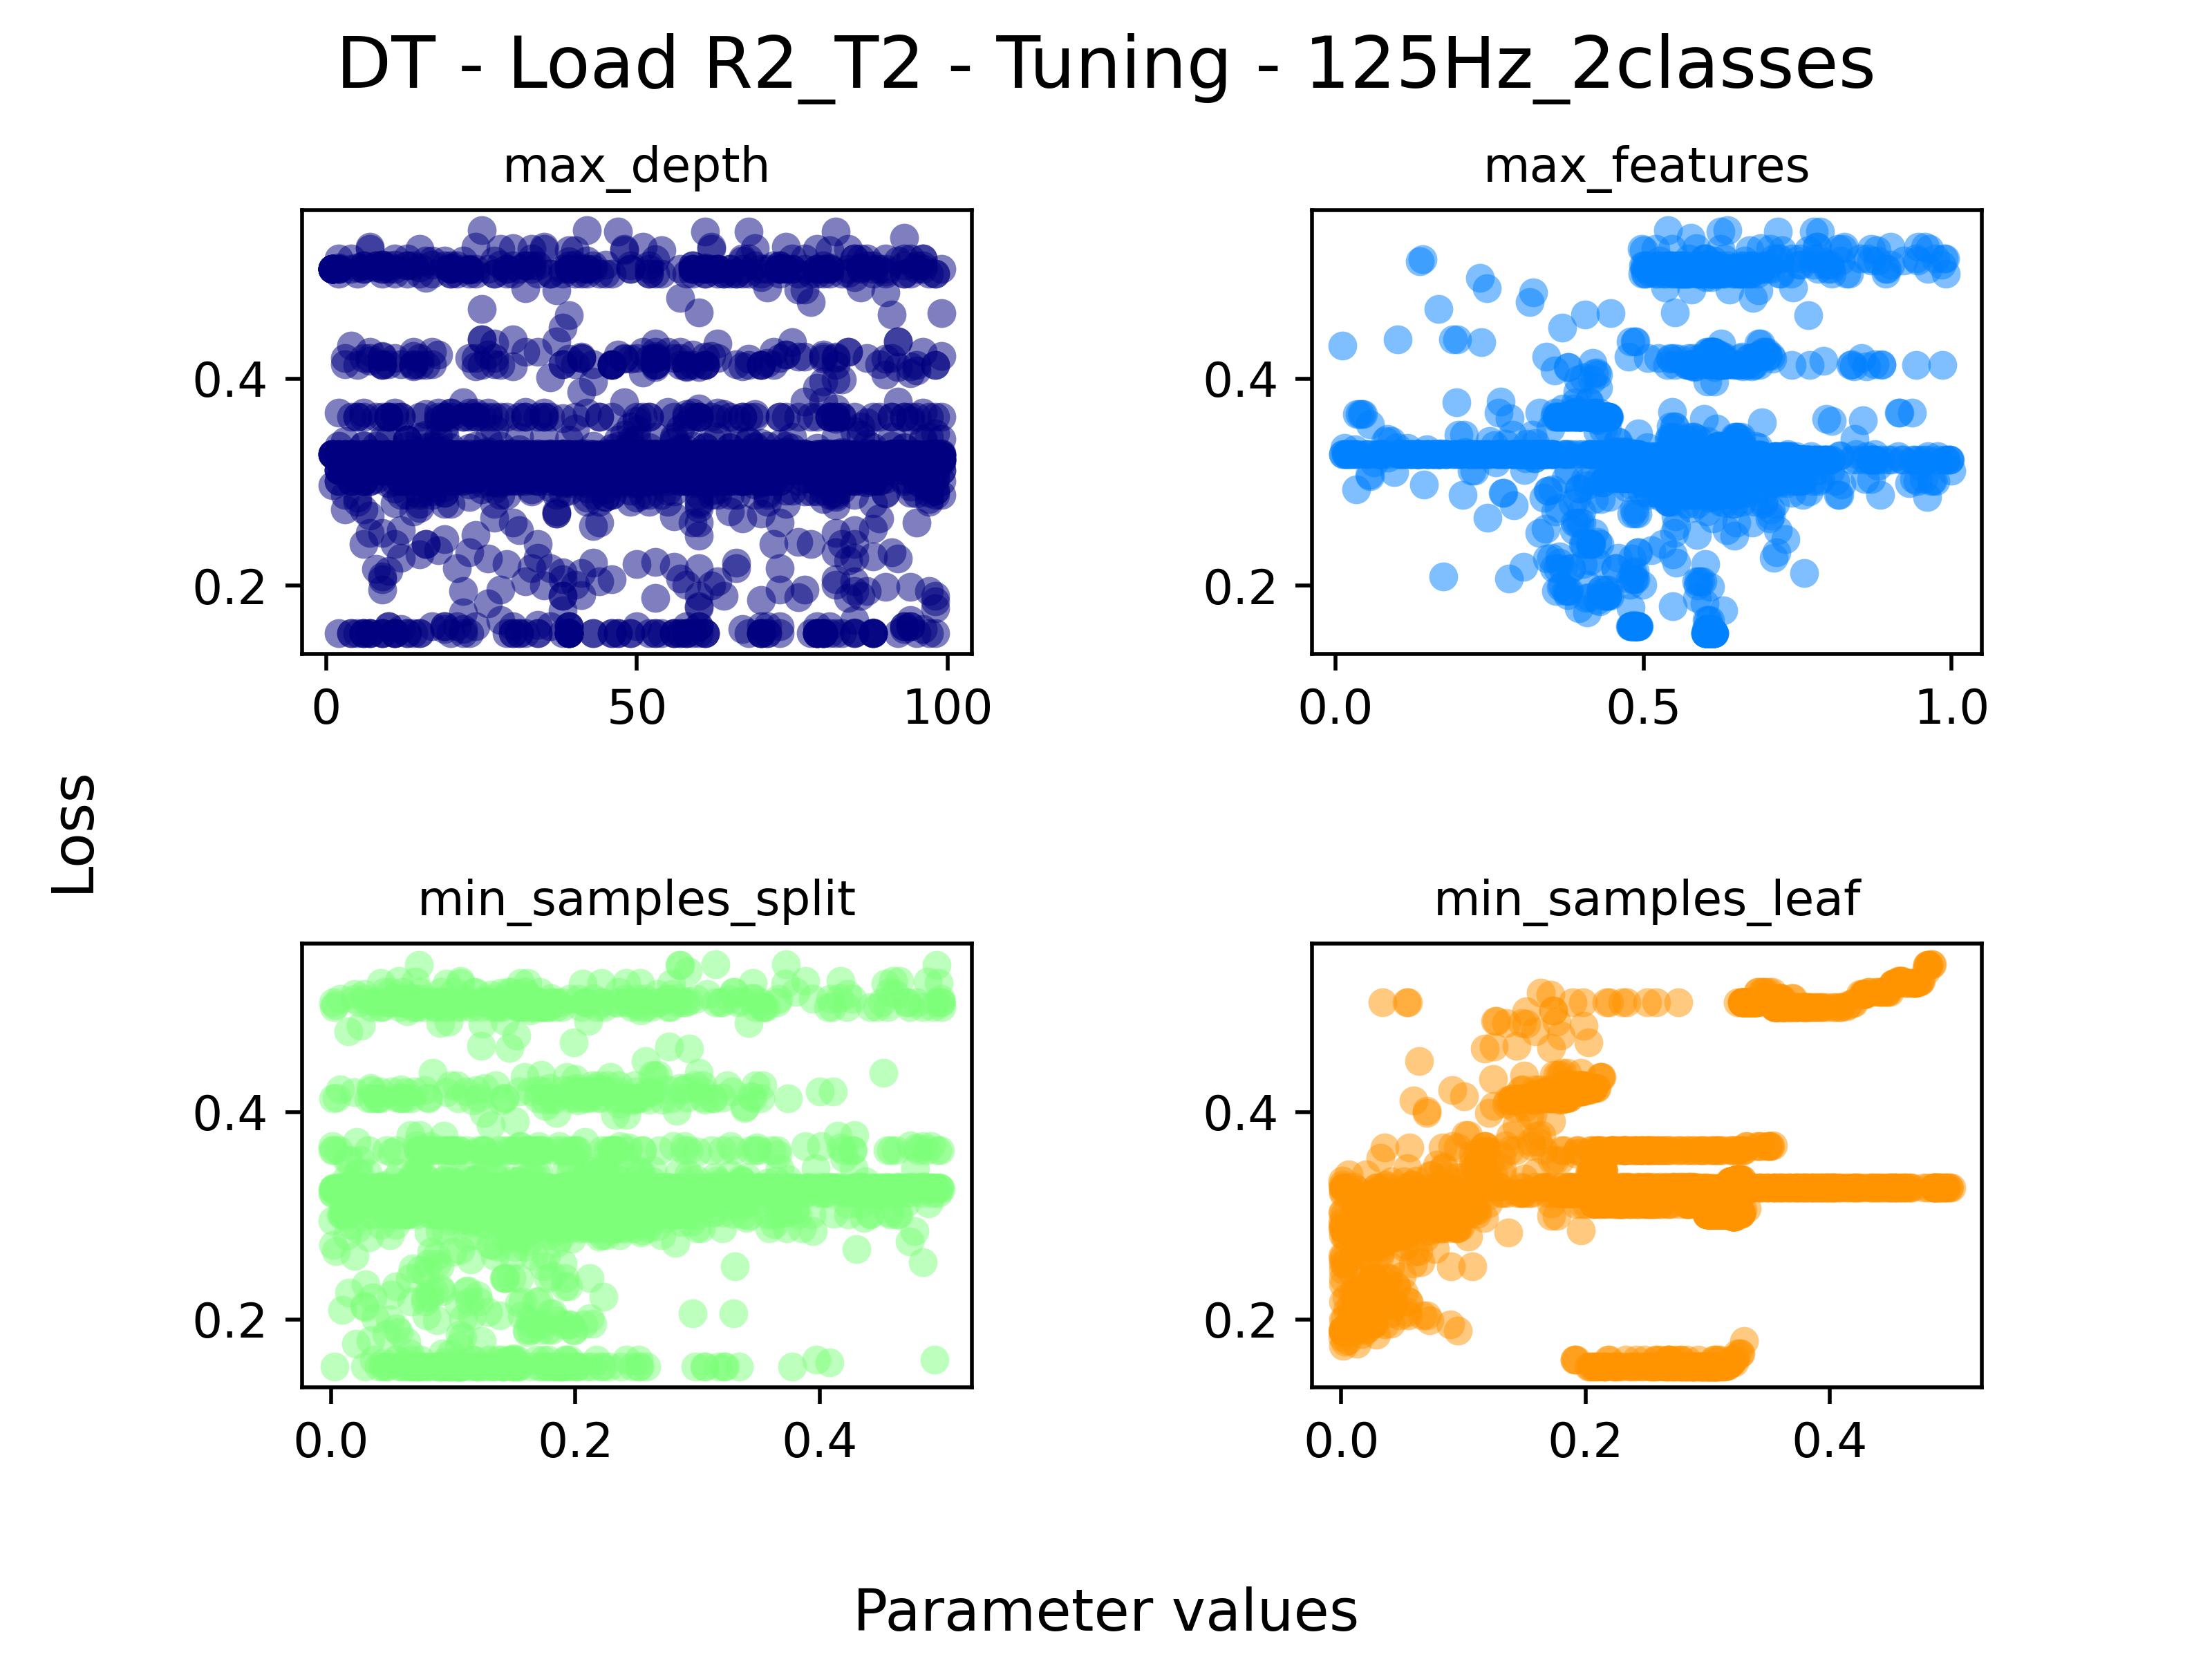 DT - Load R2_T2 - Tuning - 125Hz_2classes
max_depth
max_features
0.4
0.2
0
50
100
0.4
0.2
0.0
0.5
1.0
Loss
min_samples_split
min_samples_leaf
0.4
0.2
0.0
0.2
0.4
0.4
0.2
0.0
0.2
0.4
Parameter values